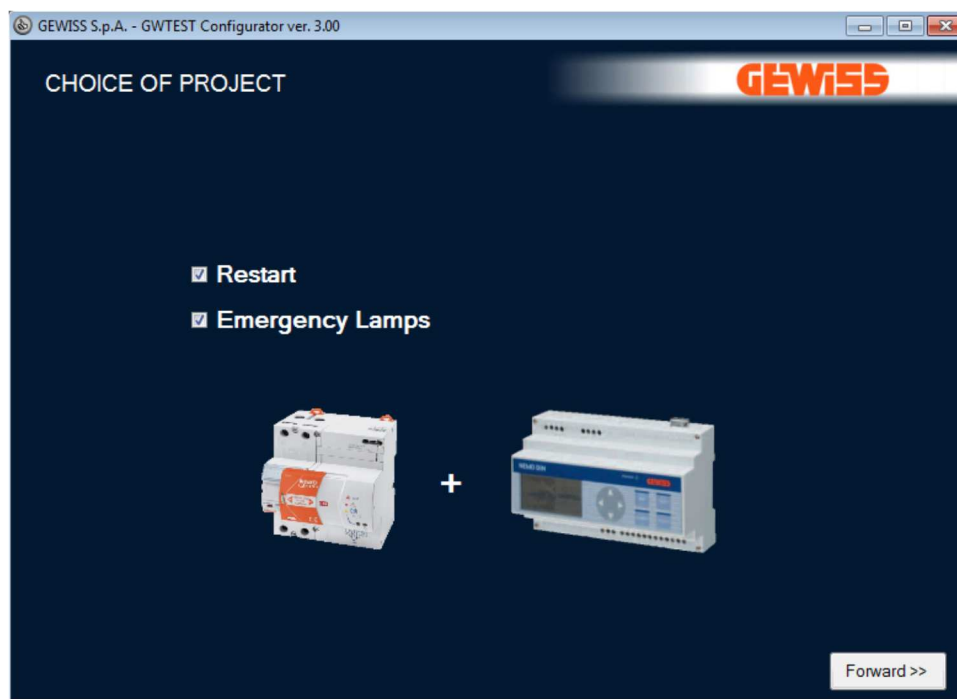 GEWISS S.p.A. - GWTEST Configurator ver. 3.00
CHOICE OF PROJECT
GEWISS
Restart
Emergency Lamps
+
Forward >>